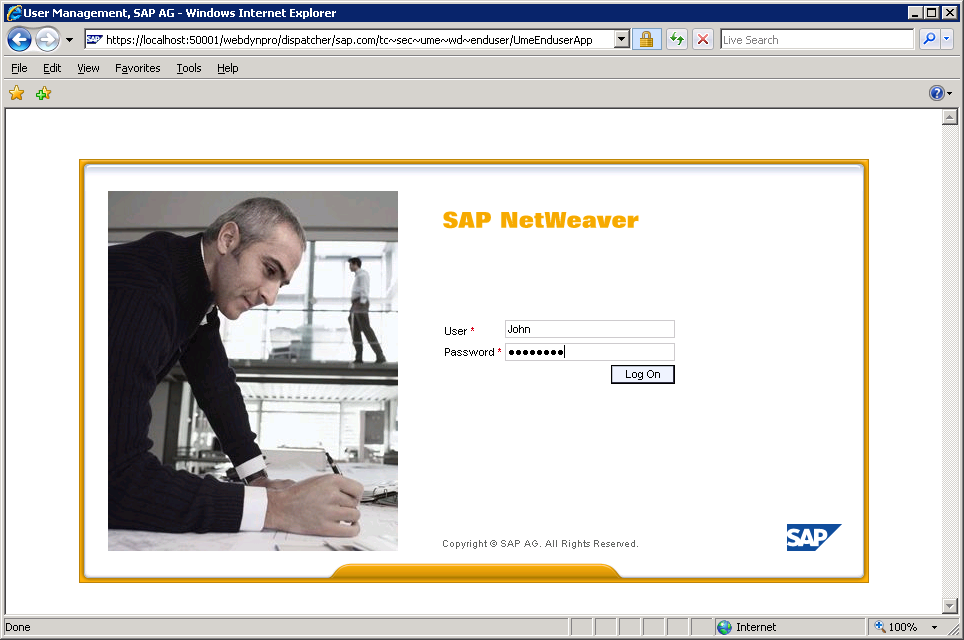 User Management, SAP AG - Windows Internet Explorer
SAP https://localhost:50001/webdynpro/dispatcher/sap.com/tc~sec~ume~wd~enduser/UmeEnduserApp Live Search
File Edit View Favorites Tools Help
SAP NetWeaver
User * John
Password * ●●●●●●●●
Log On
Copyright © SAP AG. All Rights Reserved.
SAP
Done Internet 100%